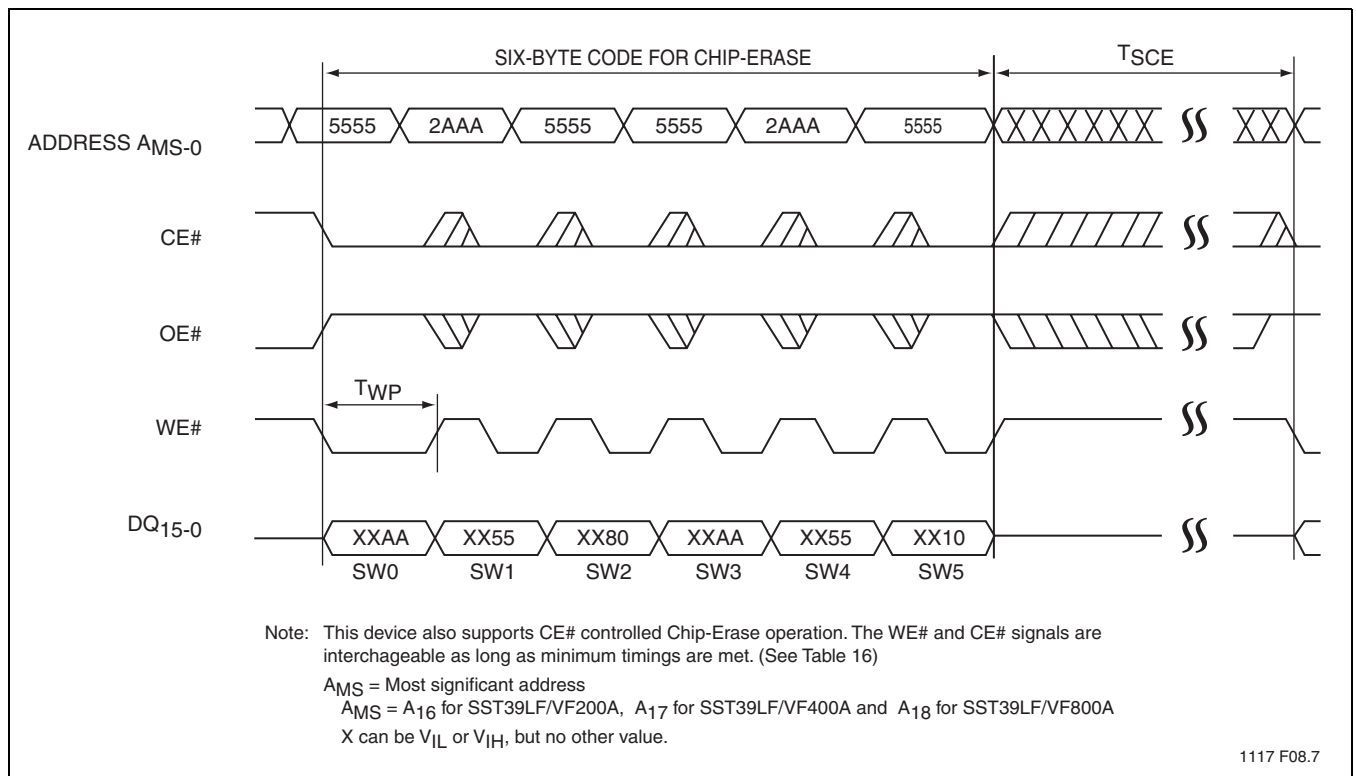 SIX-BYTE CODE FOR CHIP-ERASE TSCE
ADDRESS AMS-0 5555 2AAA 5555 5555 2AAA 5555
CE#
OE#
TWP
WE#
DQ15-0 XXAA XX55 XX80 XXAA XX55 XX10
SW0 SW1 SW2 SW3 SW4 SW5
Note: This device also supports CE# controlled Chip-Erase operation. The WE# and CE# signals are
interchageable as long as minimum timings are met. (See Table 16)
AMS = Most significant address
AMS = A16 for SST39LF/VF200A, A17 for SST39LF/VF400A and A18 for SST39LF/VF800A
X can be VIL or VIH, but no other value.
1117 F08.7